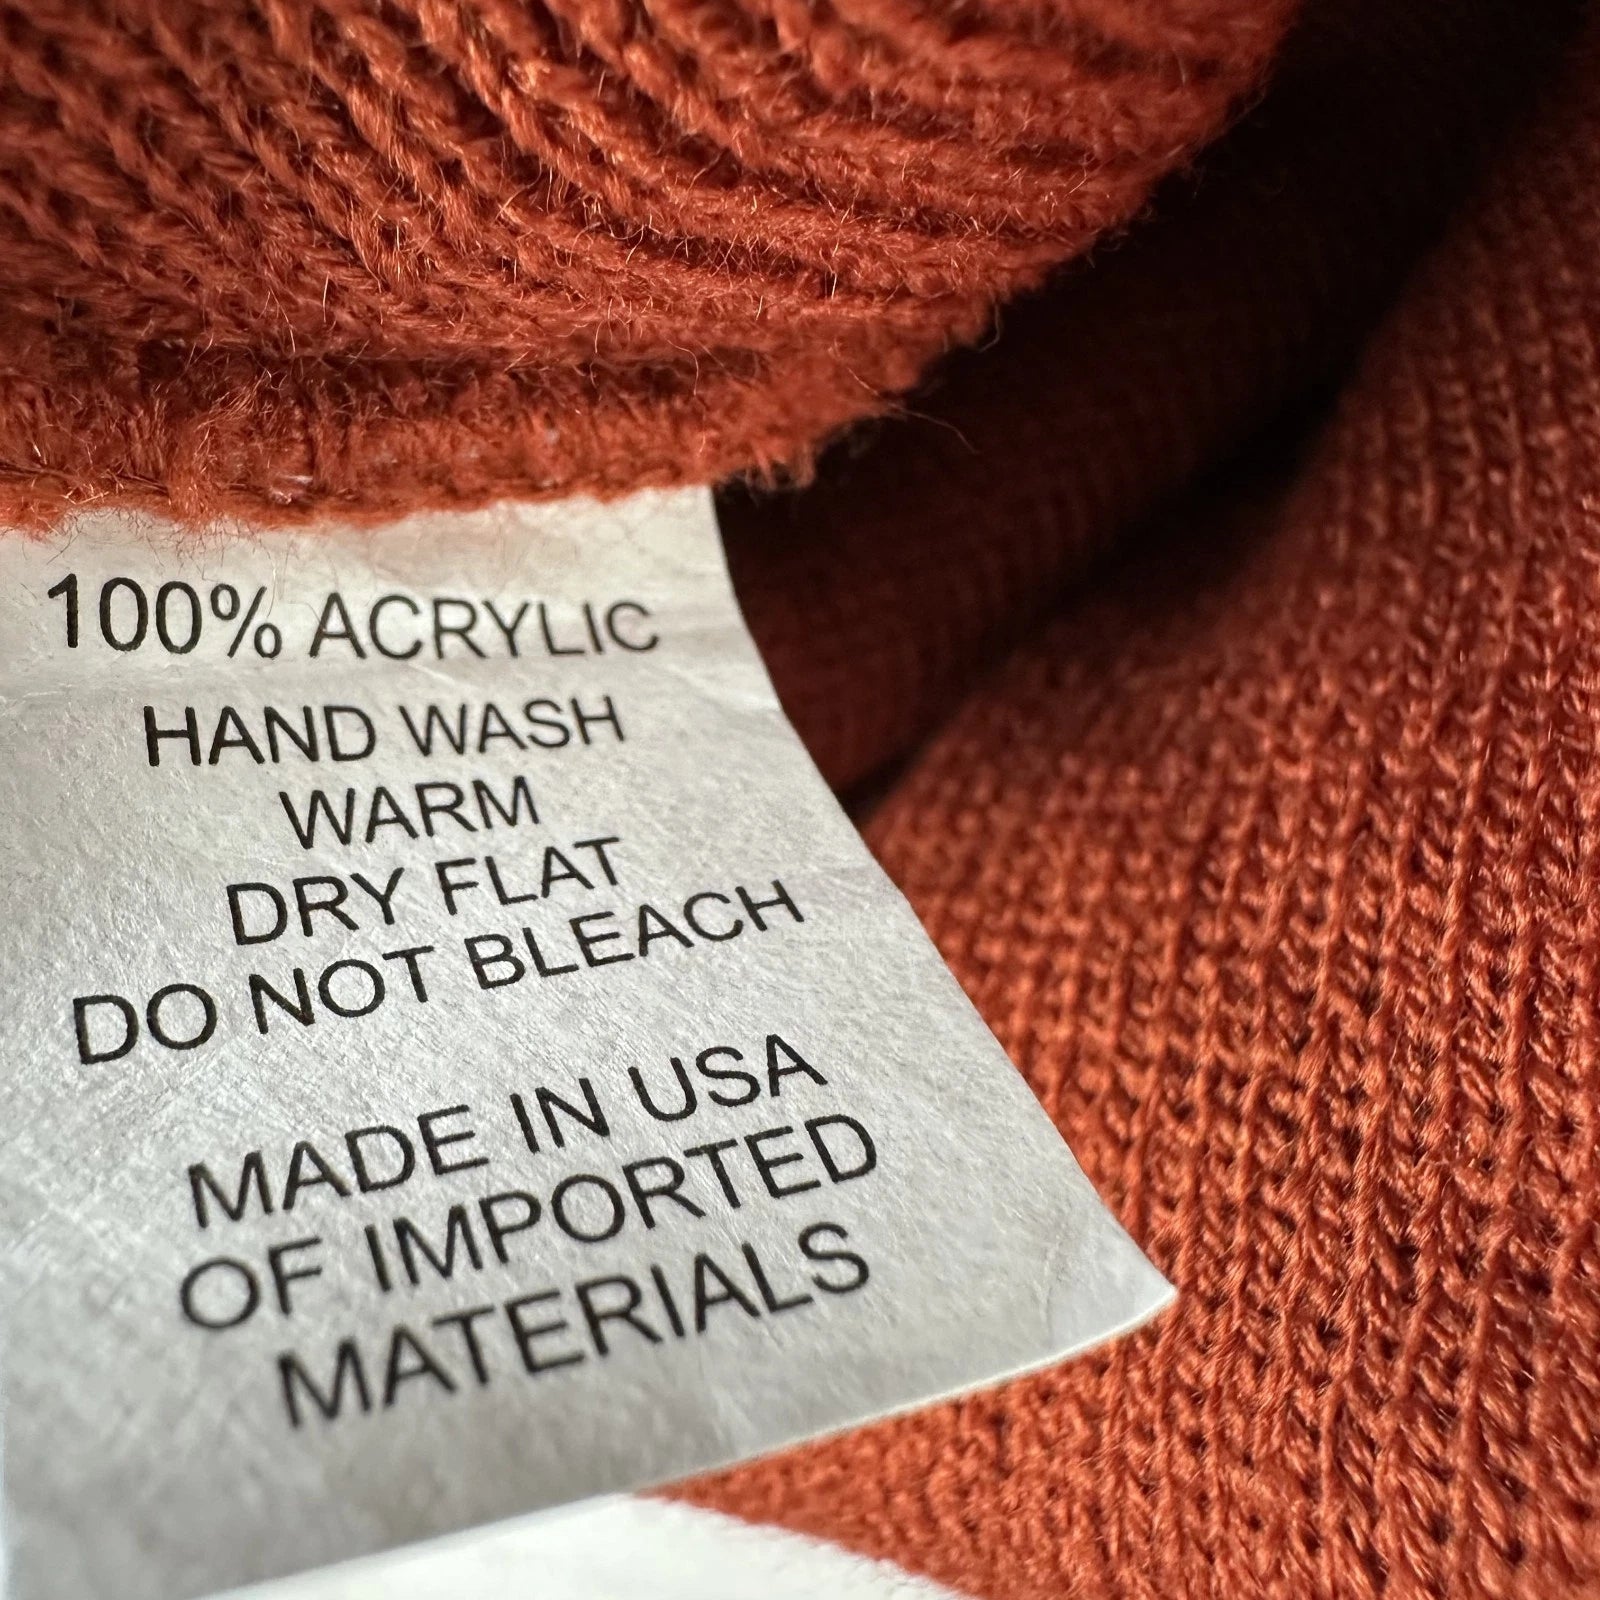 100% ACRYLIC
HAND WASH
WARM
DRY FLAT
DO NOT BLEACH
MADE IN USA
OF IMPORTED
MATERIALS